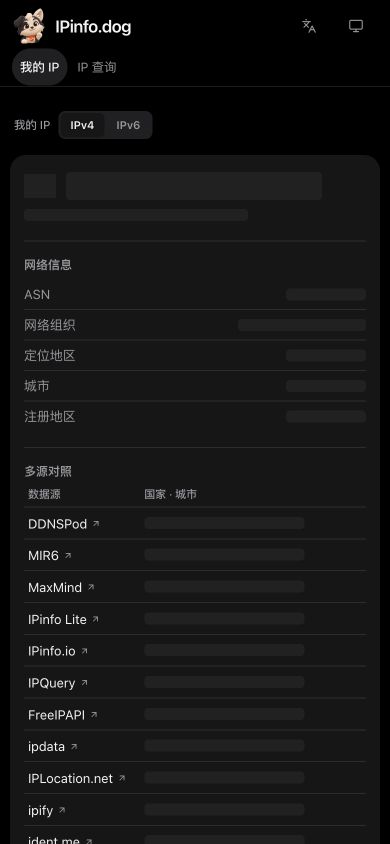 IPinfo.dog
我的 IP IP 查询
我的 IP IPv4 IPv6
网络信息
ASN
网络组织
定位地区
城市
注册地区
多源对照
数据源 国家 · 城市
DDNSPod ↗
MIR6 ↗
MaxMind ↗
IPinfo Lite ↗
IPinfo.io ↗
IPQuery ↗
FreeIPAPI ↗
ipdata ↗
IPLocation.net ↗
ipify ↗
ident.me ↗